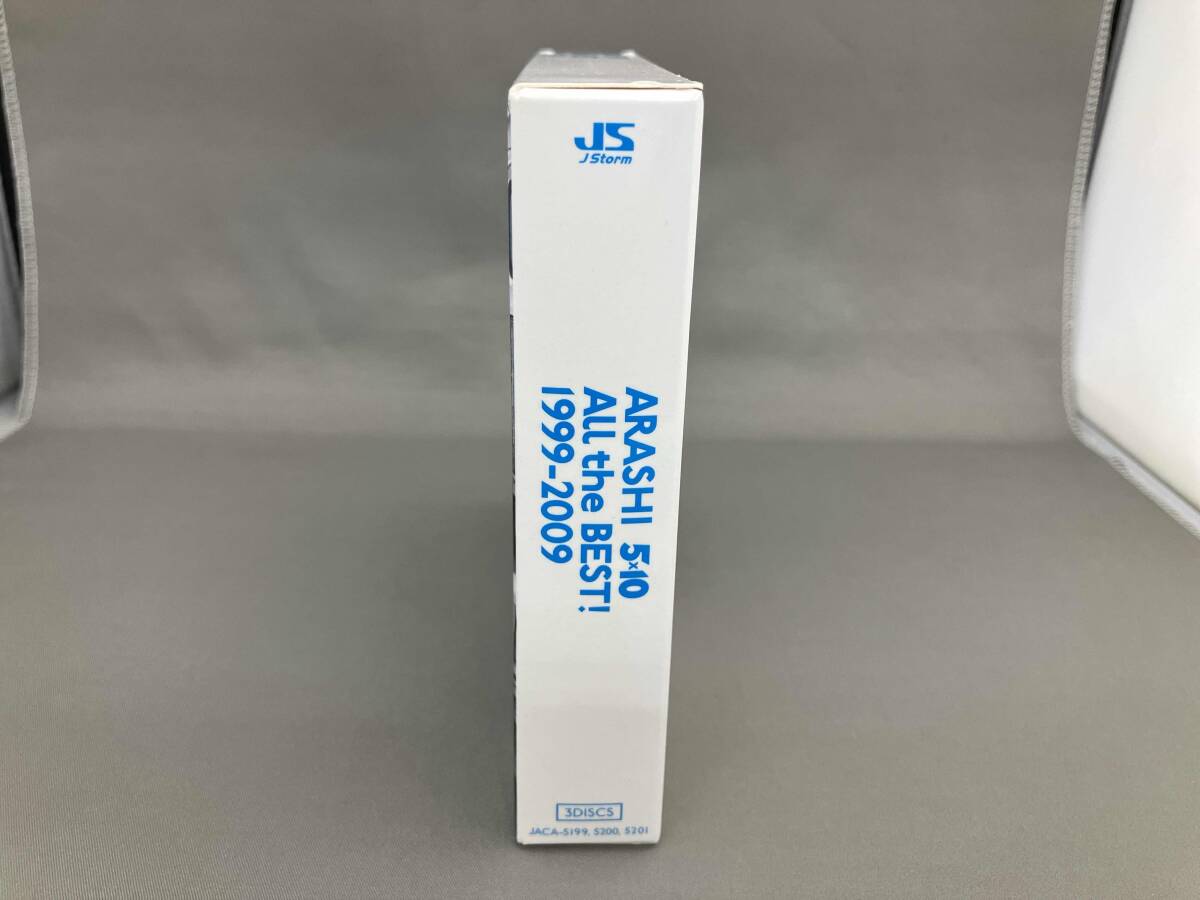 JS
J Storm
ARASHI 5×10
All the BEST!
1999-2009
3DISCS
JACA-5199, 5200, 5201